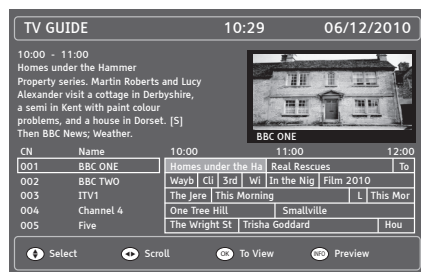 TV GUIDE 10:29 06/12/2010
10:00 - 11:00
Homes under the Hammer
Property series. Martin Roberts and Lucy
Alexander visit a cottage in Derbyshire,
a semi in Kent with paint colour
problems, and a house in Dorset. [S]
Then BBC News; Weather.
BBC ONE
CN Name 10:00 11:00 12:00
001 BBC ONE Homes under the Ha Real Rescues To
002 BBC TWO Wayb Cli 3rd Wi In the Nig Film 2010
003 ITV1 The Jere This Morning L This Mor
004 Channel 4 One Tree Hill Smallville
005 Five The Wright St Trisha Goddard Hou
Select Scroll OK To View INFO Preview